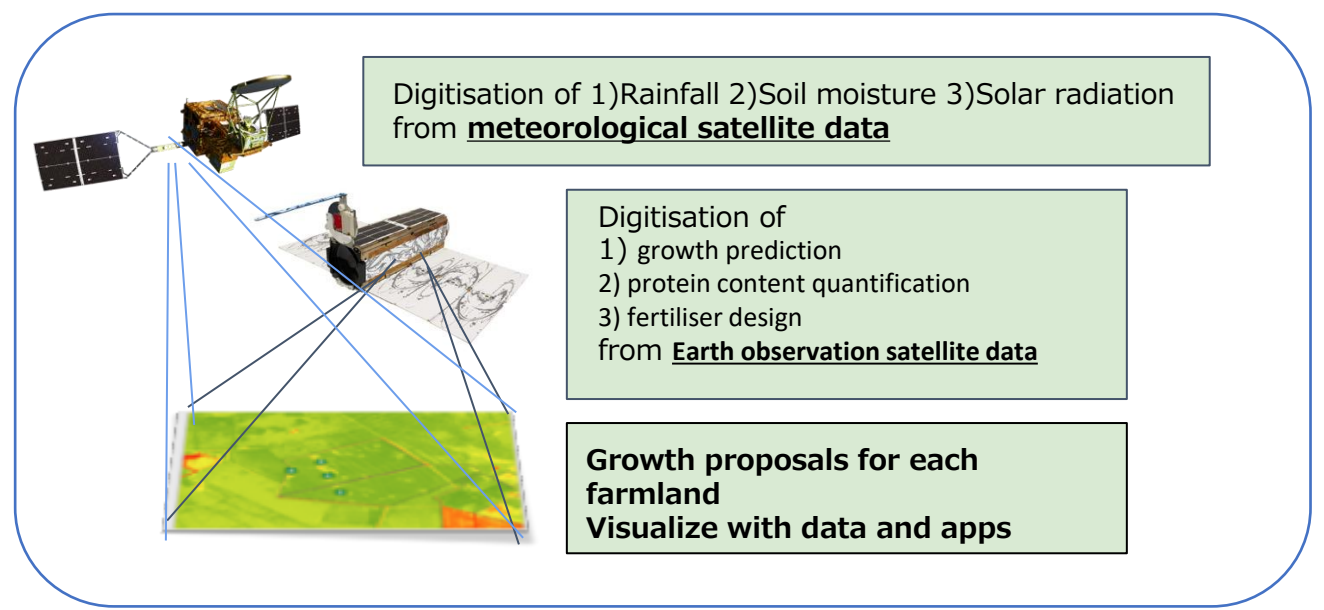 Digitisation of 1)Rainfall 2)Soil moisture 3)Solar radiation
from meteorological satellite data
Digitisation of
1) growth prediction
2) protein content quantification
3) fertiliser design
from Earth observation satellite data
Growth proposals for each
farmland
Visualize with data and apps